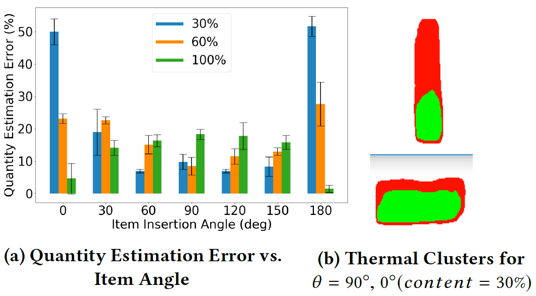 Quantity Estimation Error (%)
50
40
30
20
10
0
30%
60%
100%
0 30 60 90 120 150 180
Item Insertion Angle (deg)
(a) Quantity Estimation Error vs.
Item Angle
(b) Thermal Clusters for
θ = 90°, 0°(content = 30%)